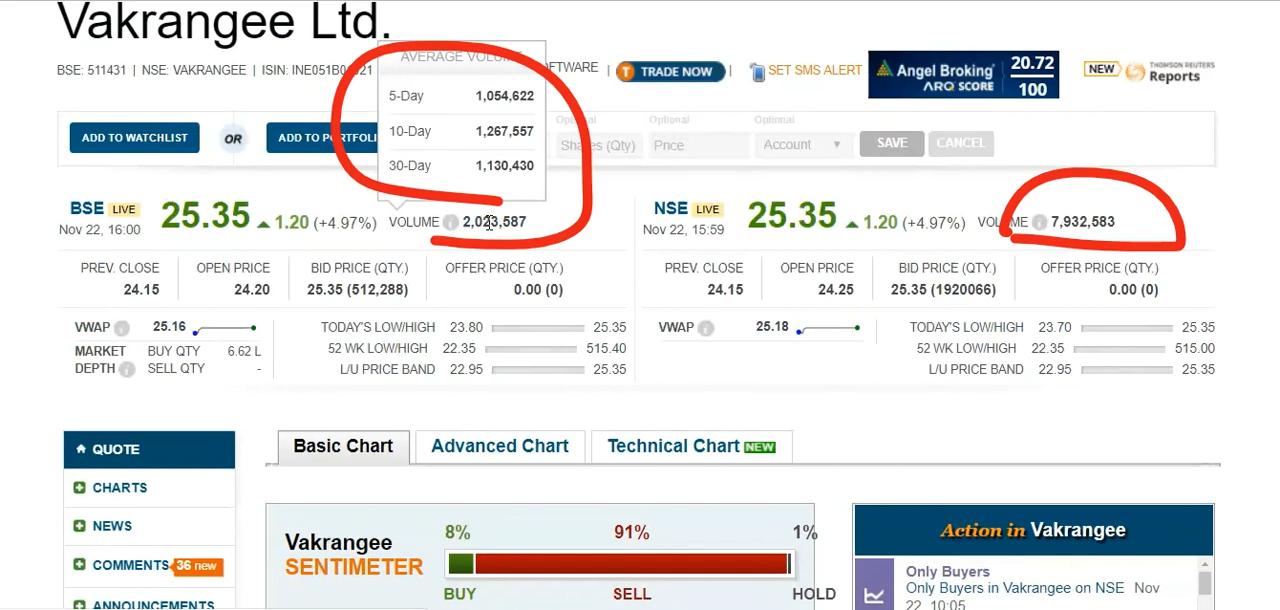 Vakrangee Ltd.
AVERAGE VOLUME
BSE: 511431 | NSE: VAKRANGEE | ISIN: SOFTWARE | TRADE NOW | SET SMS ALERT
Angel Broking ARQ SCORE 20.72 100
NEW THOMSON REUTERS Reports
5-Day 1,054,622
10-Day 1,267,557
30-Day 1,130,430
ADD TO WATCHLIST OR ADD TO PORTFOLI
Optional Optional Optional
Shares (Qty) Price Account SAVE CANCEL
BSE LIVE 25.35 1.20 (+4.97%) VOLUME 2,023,587
Nov 22, 16:00
NSE LIVE 25.35 1.20 (+4.97%) VOLUME 7,932,583
Nov 22, 15:59
PREV. CLOSE OPEN PRICE BID PRICE (QTY.) OFFER PRICE (QTY.)
24.15 24.20 25.35 (512,288) 0.00 (0)
PREV. CLOSE OPEN PRICE BID PRICE (QTY.) OFFER PRICE (QTY.)
24.15 24.25 25.35 (1920066) 0.00 (0)
VWAP 25.16
MARKET DEPTH BUY QTY 6.62 L
SELL QTY -
TODAY'S LOW/HIGH 23.80 25.35
52 WK LOW/HIGH 22.35 515.40
L/U PRICE BAND 22.95 25.35
VWAP 25.18
TODAY'S LOW/HIGH 23.70 25.35
52 WK LOW/HIGH 22.35 515.00
L/U PRICE BAND 22.95 25.35
QUOTE
CHARTS
NEWS
COMMENTS 36 new
ANNOUNCEMENTS
Basic Chart Advanced Chart Technical Chart NEW
Vakrangee
SENTIMETER
8% 91% 1%
BUY SELL HOLD
Action in Vakrangee
Only Buyers
Only Buyers in Vakrangee on NSE Nov
22, 10:05